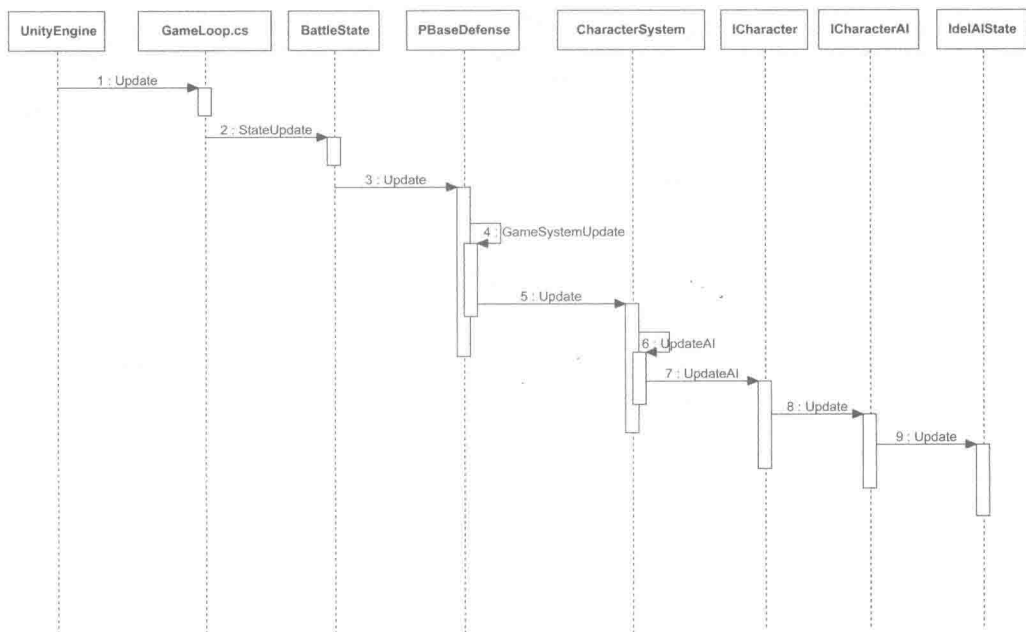 UnityEngine
GameLoop.cs
BattleState
PBaseDefense
CharacterSystem
ICharacter
ICharacterAI
IdelAIState
1 : Update
2 : StateUpdate
3 : Update
4 : GameSystemUpdate
5 : Update
6 : UpdateAI
7 : UpdateAI
8 : Update
9 : Update